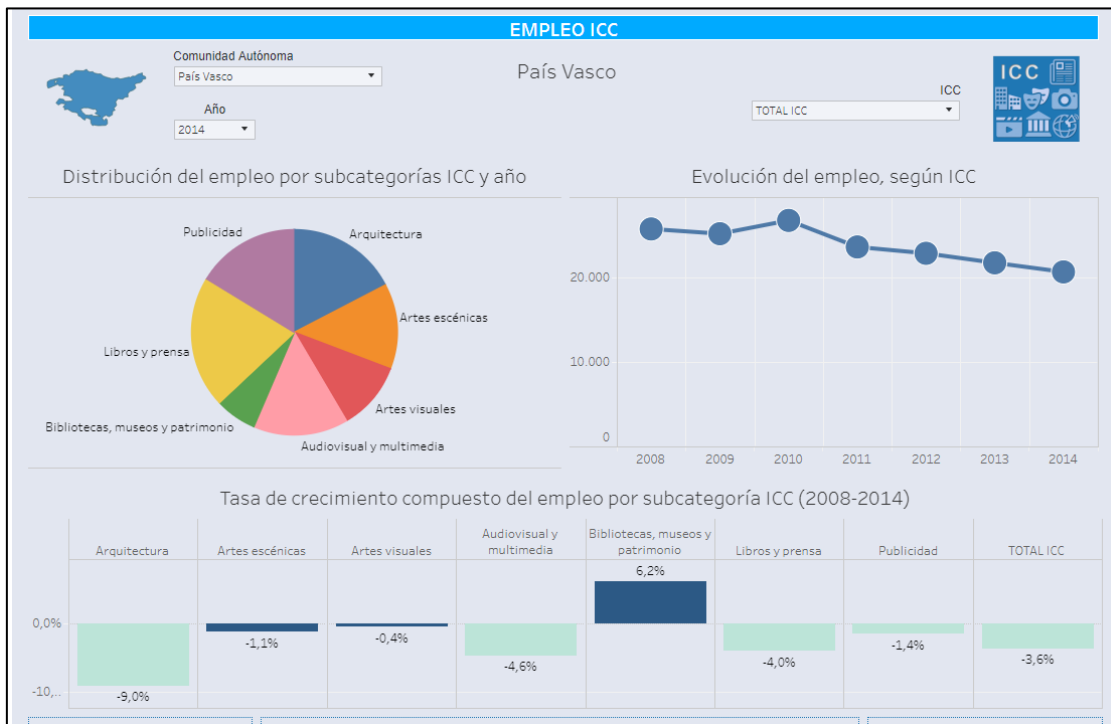 EMPLEO ICC
Comunidad Autónoma
País Vasco
Año
2014
País Vasco
ICC
TOTAL ICC
ICC
Distribución del empleo por subcategorías ICC y año
Publicidad
Arquitectura
Artes escénicas
Libros y prensa
Artes visuales
Bibliotecas, museos y patrimonio
Audiovisual y multimedia
Evolución del empleo, según ICC
20.000
10.000
0
2008 2009 2010 2011 2012 2013 2014
Tasa de crecimiento compuesto del empleo por subcategoría ICC (2008-2014)
Arquitectura
Artes escénicas
Artes visuales
Audiovisual y
multimedia
Bibliotecas, museos y
patrimonio
Libros y prensa
Publicidad
TOTAL ICC
6,2%
0,0%
-1,1%
-0,4%
-4,6%
-4,0%
-1,4%
-3,6%
-10,..
-9,0%